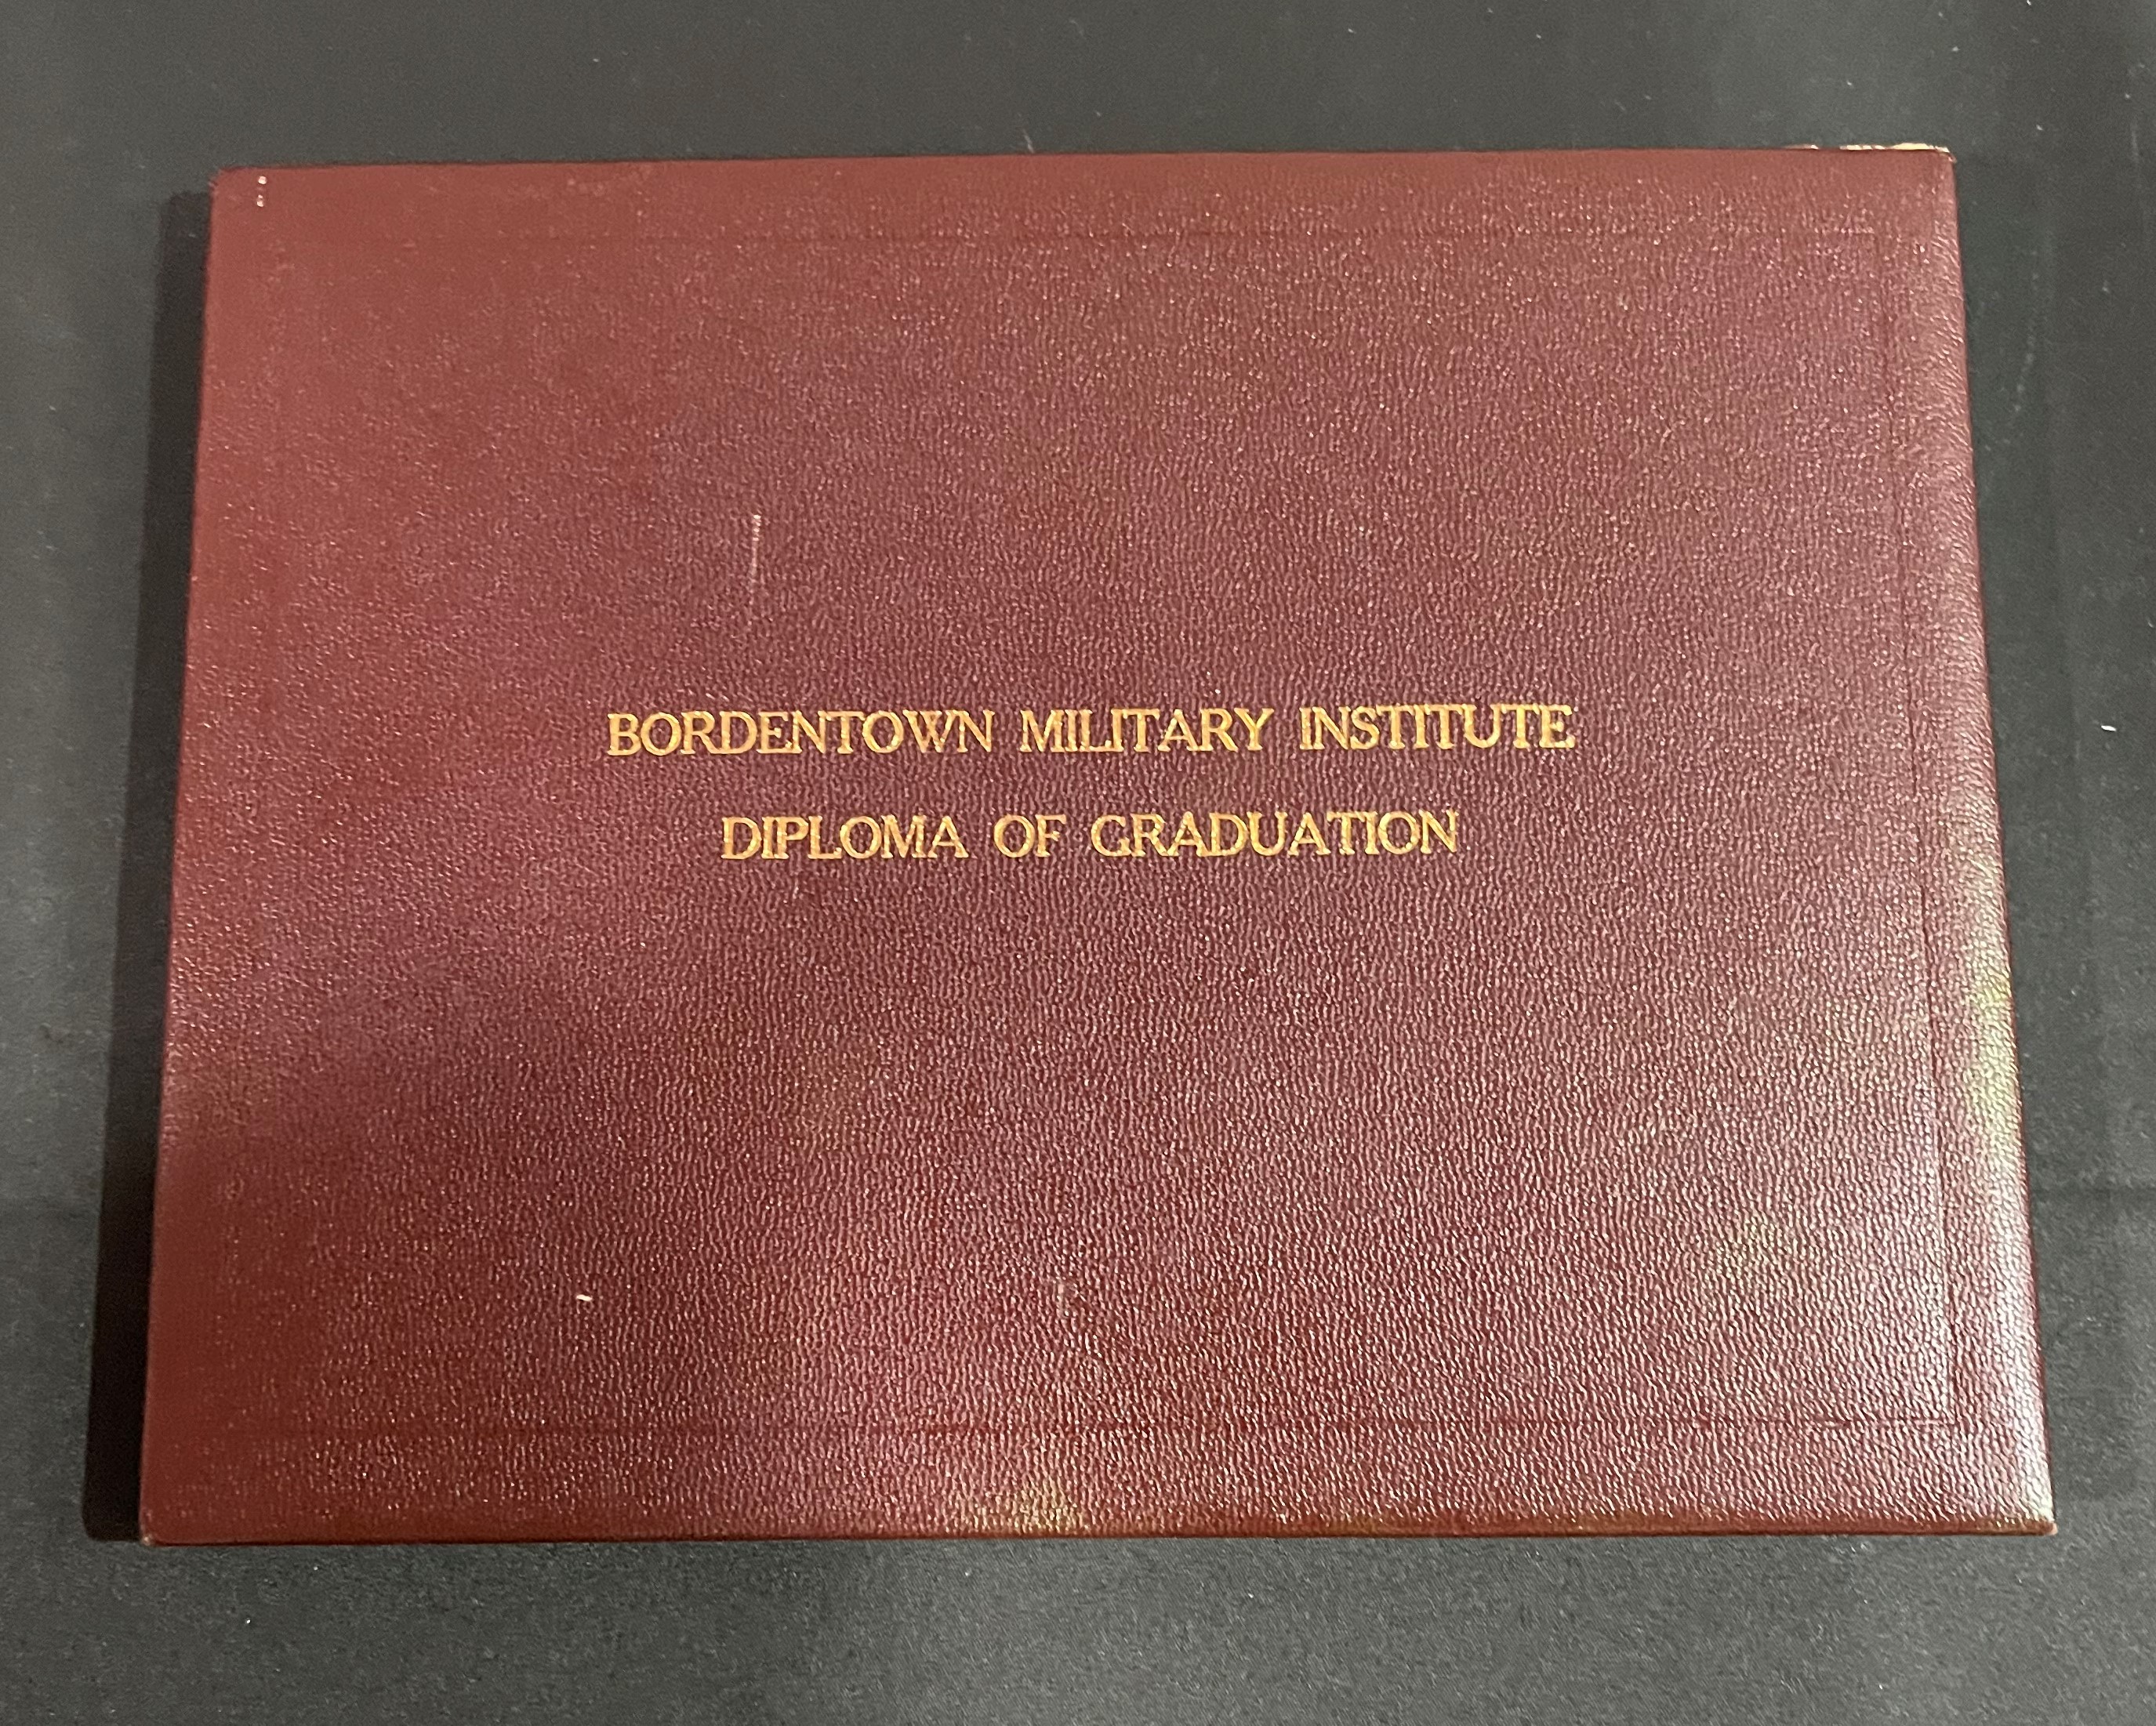 BORDENTOWN MILITARY INSTITUTE
DIPLOMA OF GRADUATION